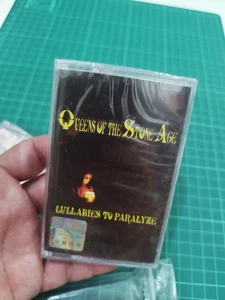 QUEENS OF THE STONE AGE
LULLABIES TO PARALYZE